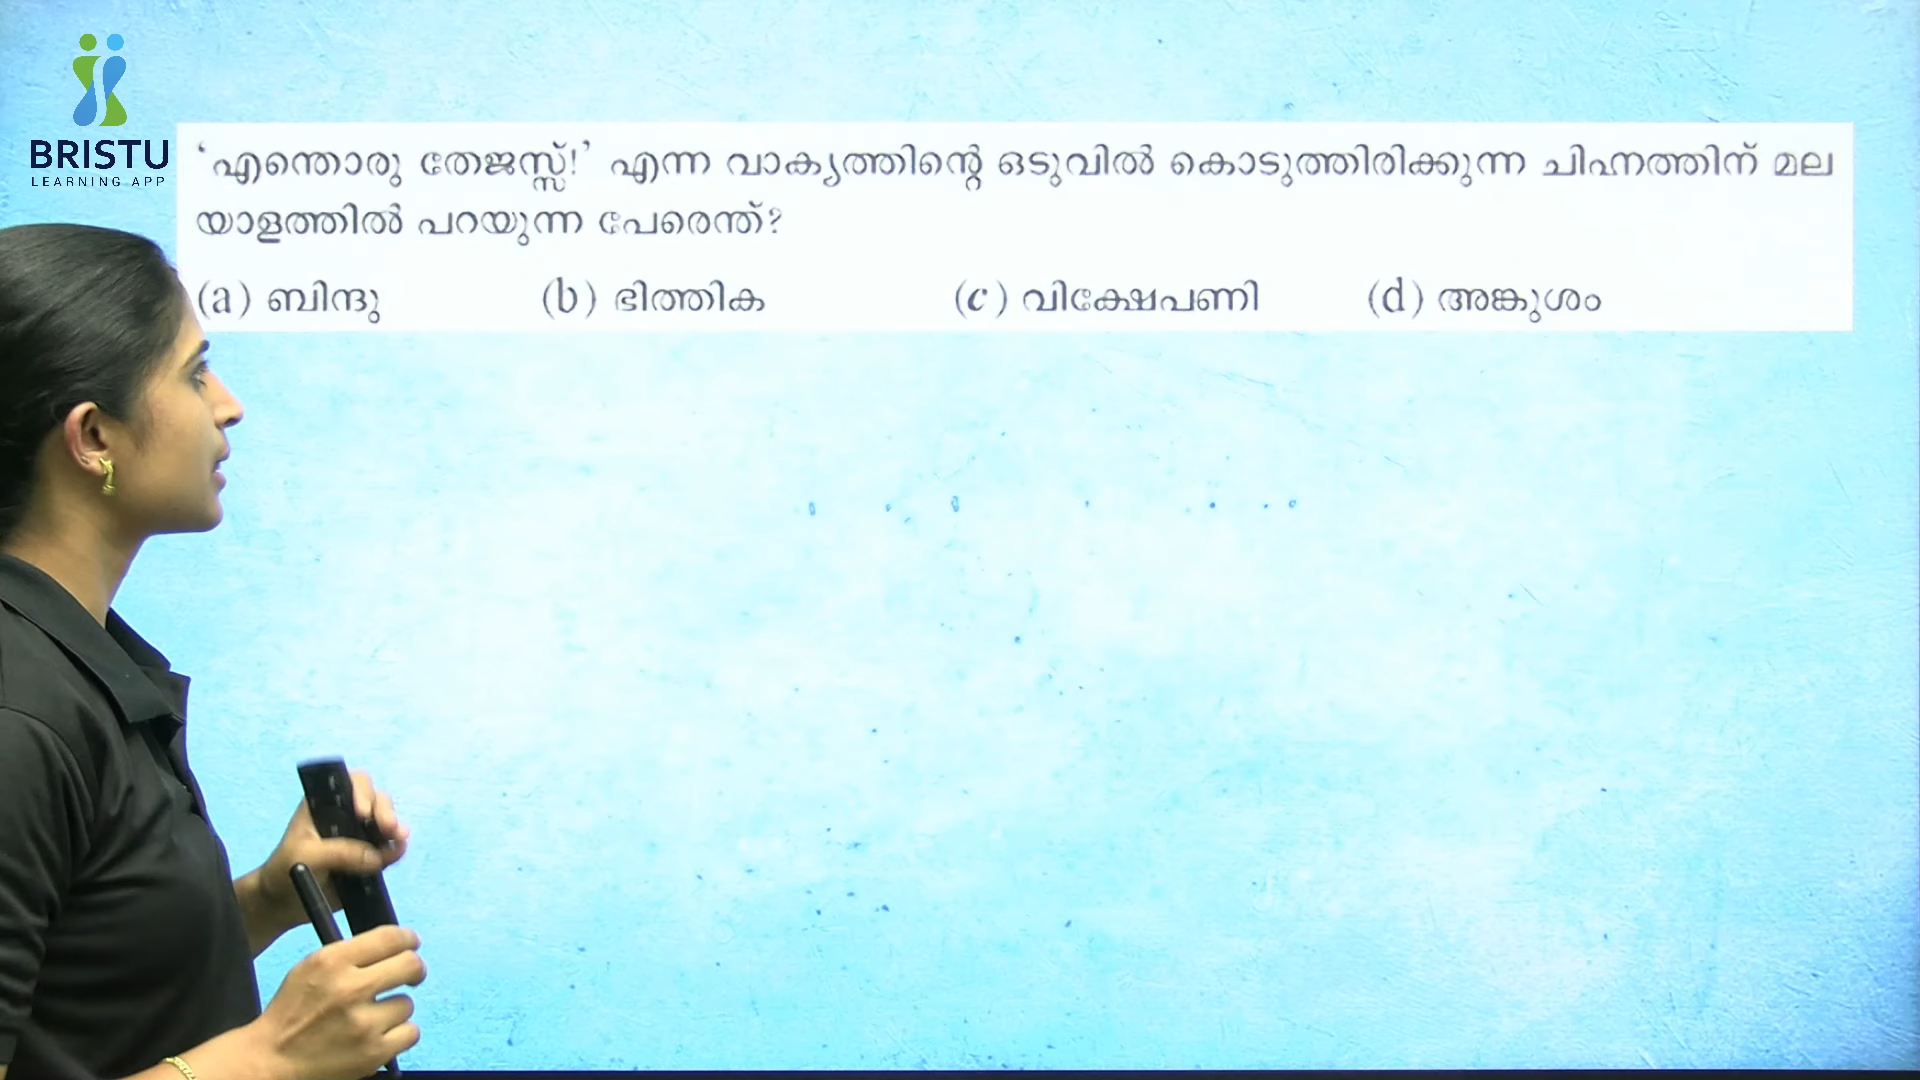 BRISTU
LEARNING APP
‘എന്തൊരു തേജസ്സ്!’ എന്ന വാക്യത്തിന്റെ ഒടുവിൽ കൊടുത്തിരിക്കുന്ന ചിഹ്നത്തിന് മല
യാളത്തിൽ പറയുന്ന പേരെന്ത്?
(a) ബിന്ദു (b) ഭിത്തിക (c) വിക്ഷേപണി (d) അങ്കുശം